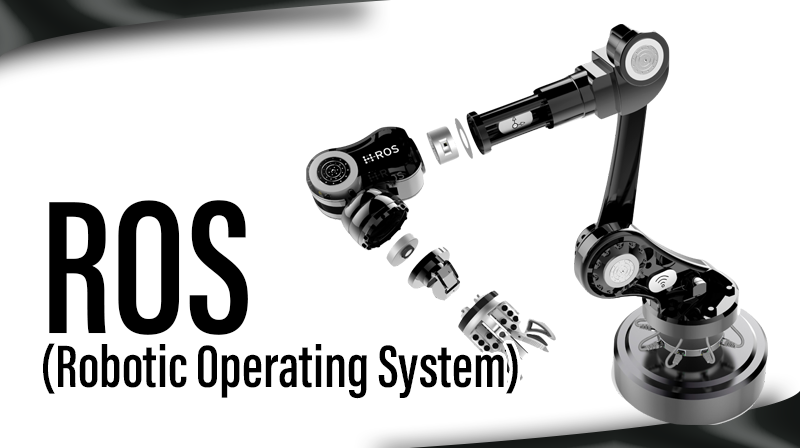 H-ROS
ROS
(Robotic Operating System)